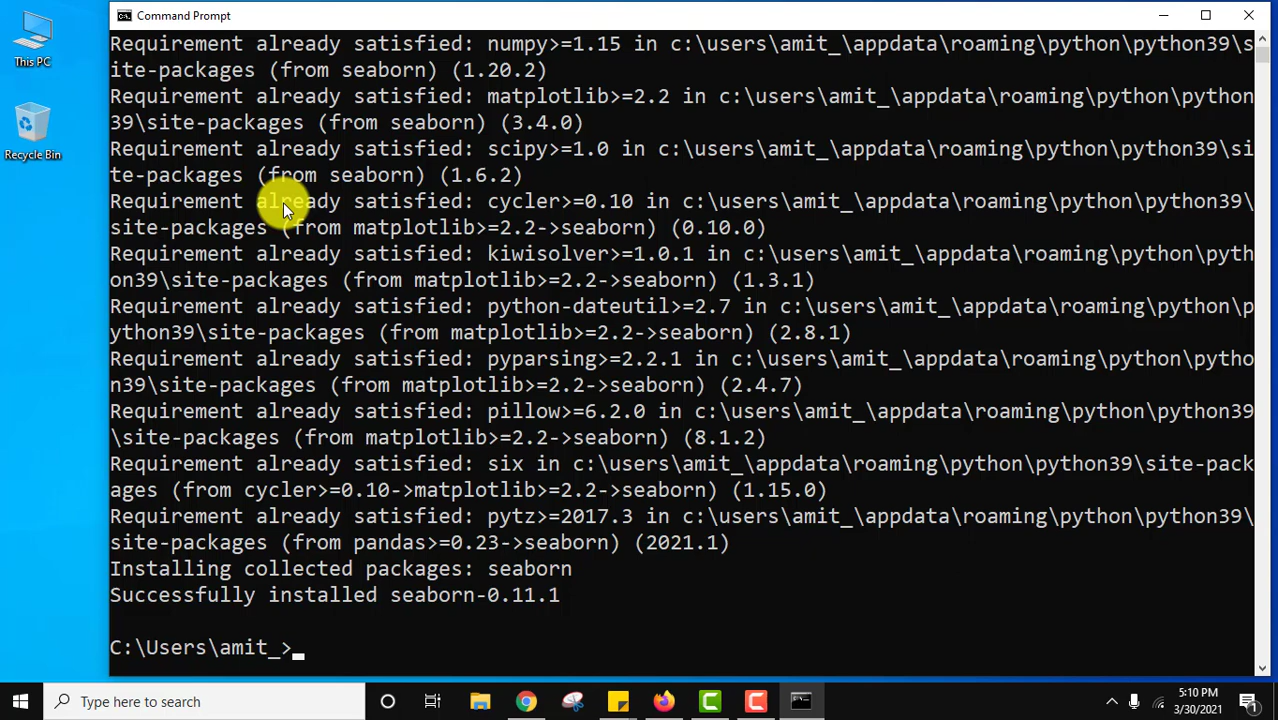 This PC
Recycle Bin
Command Prompt
Requirement already satisfied: numpy>=1.15 in c:\users\amit_\appdata\roaming\python\python39\s
ite-packages (from seaborn) (1.20.2)
Requirement already satisfied: matplotlib>=2.2 in c:\users\amit_\appdata\roaming\python\python
39\site-packages (from seaborn) (3.4.0)
Requirement already satisfied: scipy>=1.0 in c:\users\amit_\appdata\roaming\python\python39\si
te-packages (from seaborn) (1.6.2)
Requirement already satisfied: cycler>=0.10 in c:\users\amit_\appdata\roaming\python\python39\
site-packages (from matplotlib>=2.2->seaborn) (0.10.0)
Requirement already satisfied: kiwisolver>=1.0.1 in c:\users\amit_\appdata\roaming\python\pyth
on39\site-packages (from matplotlib>=2.2->seaborn) (1.3.1)
Requirement already satisfied: python-dateutil>=2.7 in c:\users\amit_\appdata\roaming\python\p
ython39\site-packages (from matplotlib>=2.2->seaborn) (2.8.1)
Requirement already satisfied: pyparsing>=2.2.1 in c:\users\amit_\appdata\roaming\python\pytho
n39\site-packages (from matplotlib>=2.2->seaborn) (2.4.7)
Requirement already satisfied: pillow>=6.2.0 in c:\users\amit_\appdata\roaming\python\python39
\site-packages (from matplotlib>=2.2->seaborn) (8.1.2)
Requirement already satisfied: six in c:\users\amit_\appdata\roaming\python\python39\site-pack
ages (from cycler>=0.10->matplotlib>=2.2->seaborn) (1.15.0)
Requirement already satisfied: pytz>=2017.3 in c:\users\amit_\appdata\roaming\python\python39\
site-packages (from pandas>=0.23->seaborn) (2021.1)
Installing collected packages: seaborn
Successfully installed seaborn-0.11.1
C:\Users\amit_>
Type here to search
5:10 PM
3/30/2021
1